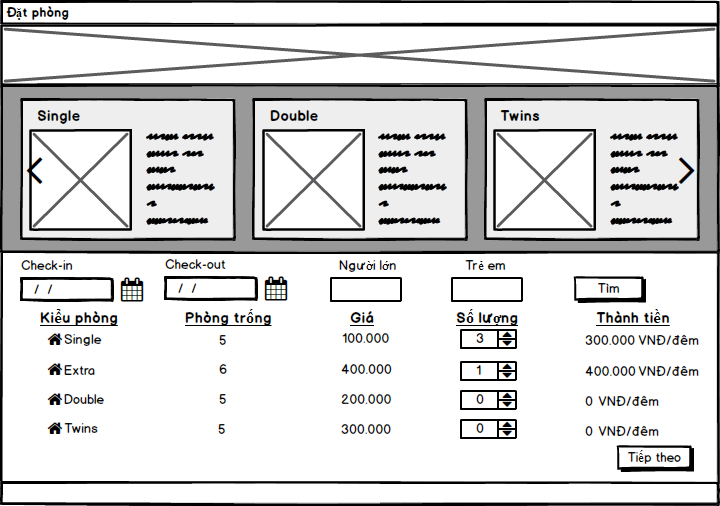 Đặt phòng
Single Double Twins
Check-in Check-out Người lớn Trẻ em
/ / / / Tìm
Kiểu phòng Phòng trống Giá Số lượng Thành tiền
Single 5 100.000 3 300.000 VNĐ/đêm
Extra 6 400.000 1 400.000 VNĐ/đêm
Double 5 200.000 0 0 VNĐ/đêm
Twins 5 300.000 0 0 VNĐ/đêm
Tiếp theo